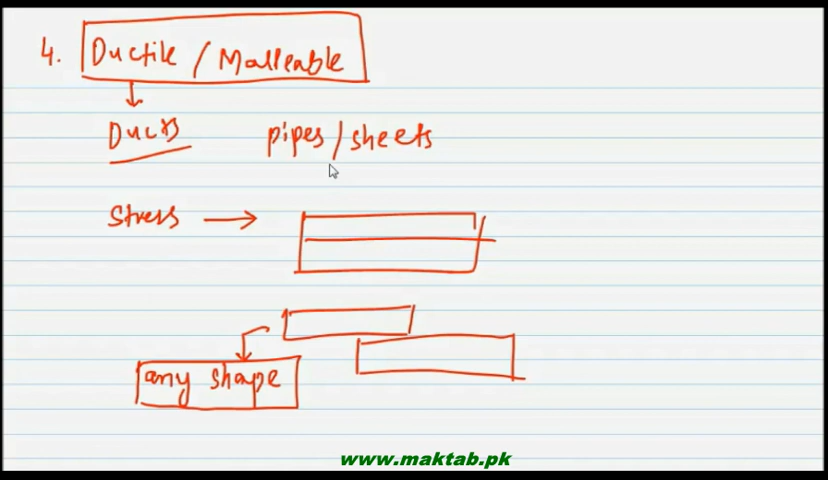 4. Ductile / Malleable
Ducts pipes / sheets
Stress
any shape
www.maktab.pk